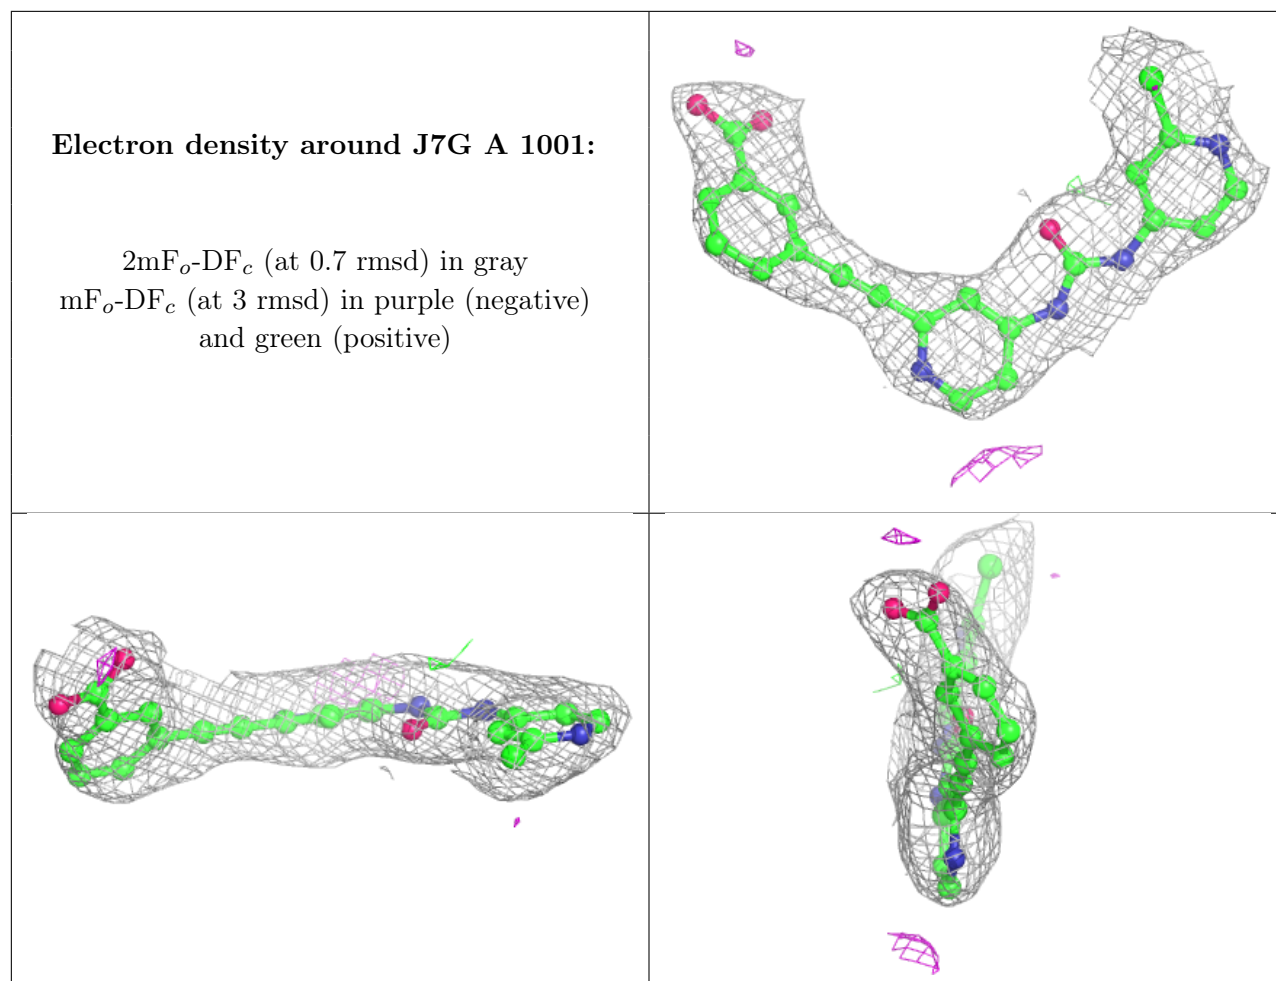 Electron density around J7G A 1001:
2mFₒ-DF𝒸 (at 0.7 rmsd) in gray
mFₒ-DF𝒸 (at 3 rmsd) in purple (negative)
and green (positive)